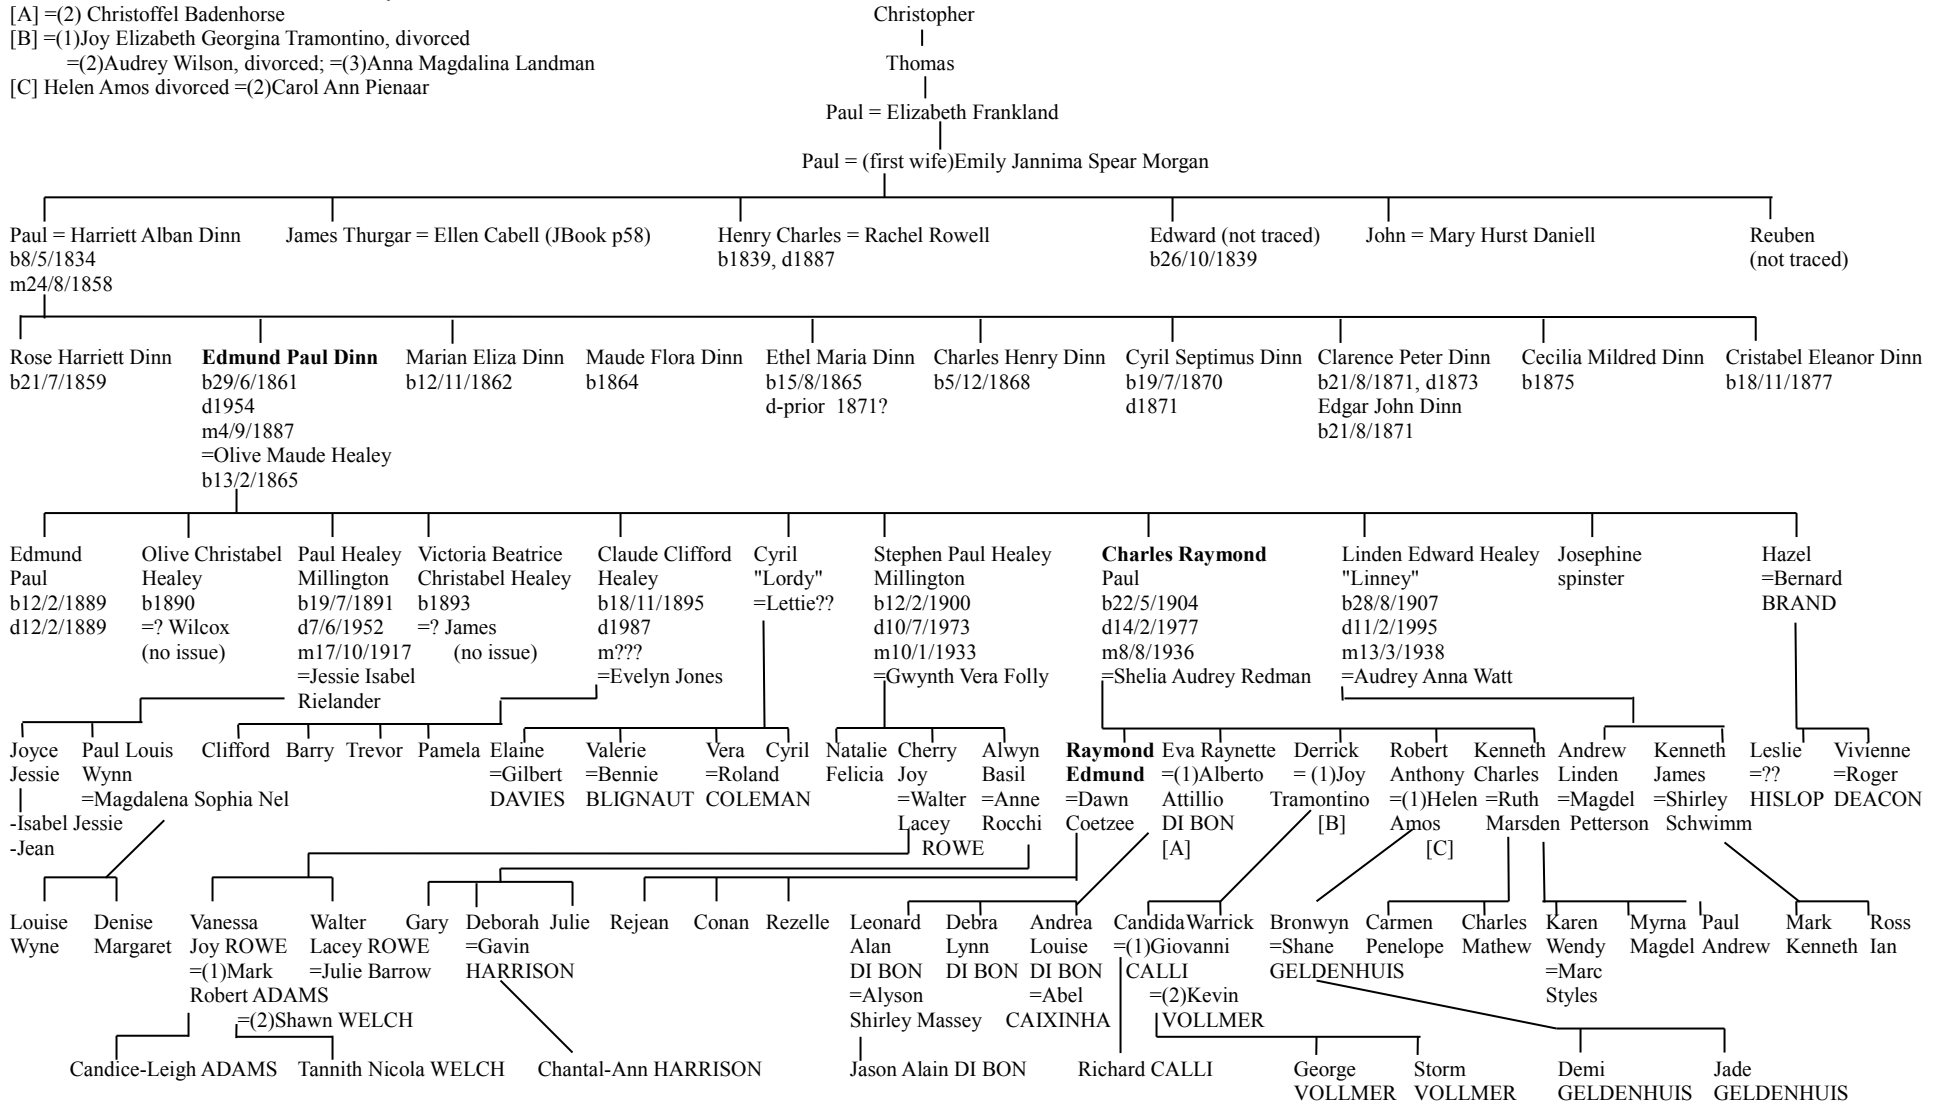 [A] =(2) Christoffel Badenhorse
[B] =(1)Joy Elizabeth Georgina Tramontino, divorced
=(2)Audrey Wilson, divorced; =(3)Anna Magdalina Landman
[C] Helen Amos divorced =(2)Carol Ann Pienaar
Christopher
Thomas
Paul = Elizabeth Frankland
Paul = (first wife)Emily Jannima Spear Morgan
Paul = Harriett Alban Dinn
b8/5/1834
m24/8/1858
James Thurgar = Ellen Cabell (JBook p58)
Henry Charles = Rachel Rowell
b1839, d1887
Edward (not traced)
b26/10/1839
John = Mary Hurst Daniell
Reuben
(not traced)
Rose Harriett Dinn
b21/7/1859
Edmund Paul Dinn
b29/6/1861
d1954
m4/9/1887
=Olive Maude Healey
b13/2/1865
Marian Eliza Dinn
b12/11/1862
Maude Flora Dinn
b1864
Ethel Maria Dinn
b15/8/1865
d-prior 1871?
Charles Henry Dinn
b5/12/1868
Cyril Septimus Dinn
b19/7/1870
d1871
Clarence Peter Dinn
b21/8/1871, d1873
Edgar John Dinn
b21/8/1871
Cecilia Mildred Dinn
b1875
Cristabel Eleanor Dinn
b18/11/1877
Edmund
Paul
b12/2/1889
d12/2/1889
Olive Christabel
Healey
b1890
=? Wilcox
(no issue)
Paul Healey
Millington
b19/7/1891
d7/6/1952
m17/10/1917
=Jessie Isabel
Rielander
Victoria Beatrice
Christabel Healey
b1893
=? James
(no issue)
Claude Clifford
Healey
b18/11/1895
d1987
m???
=Evelyn Jones
Cyril
"Lordy"
=Lettie??
Stephen Paul Healey
Millington
b12/2/1900
d10/7/1973
m10/1/1933
=Gwynth Vera Folly
Charles Raymond
Paul
b22/5/1904
d14/2/1977
m8/8/1936
=Shelia Audrey Redman
Linden Edward Healey
"Linney"
b28/8/1907
d11/2/1995
m13/3/1938
=Audrey Anna Watt
Josephine
spinster
Hazel
=Bernard
BRAND
Joyce
Jessie
-Isabel Jessie
-Jean
Paul Louis
Wynn
=Magdalena Sophia Nel
Clifford
Barry
Trevor
Pamela
Elaine
=Gilbert
DAVIES
Valerie
=Bennie
BLIGNAUT
Vera
=Roland
COLEMAN
Cyril
Natalie
Felicia
Cherry
Joy
=Walter
Lacey
ROWE
Alwyn
Basil
=Anne
Rocchi
Raymond
Edmund
=Dawn
Coetzee
Eva Raynette
=(1)Alberto
Attillio
DI BON
[A]
Derrick
= (1)Joy
Tramontino
[B]
Robert
Anthony
=(1)Helen
Amos
[C]
Kenneth
Charles
=Ruth
Marsden
Andrew
Linden
=Magdel
Petterson
Kenneth
James
=Shirley
Schwimm
Leslie
=??
HISLOP
Vivienne
=Roger
DEACON
Louise
Wyne
Denise
Margaret
Vanessa
Joy ROWE
=(1)Mark
Robert ADAMS
=(2)Shawn WELCH
Walter
Lacey ROWE
=Julie Barrow
Gary
Deborah
=Gavin
HARRISON
Julie
Rejean
Conan
Rezelle
Leonard
Alan
DI BON
=Alyson
Shirley Massey
Debra
Lynn
DI BON
Andrea
Louise
DI BON
=Abel
CAIXINHA
Candida
=(1)Giovanni
CALLI
=(2)Kevin
VOLLMER
Warrick
Bronwyn
=Shane
GELDENHUIS
Carmen
Penelope
Charles
Mathew
Karen
Wendy
=Marc
Styles
Myrna
Magdel
Paul
Andrew
Mark
Kenneth
Ross
Ian
Candice-Leigh ADAMS
Tannith Nicola WELCH
Chantal-Ann HARRISON
Jason Alain DI BON
Richard CALLI
George
VOLLMER
Storm
VOLLMER
Demi
GELDENHUIS
Jade
GELDENHUIS